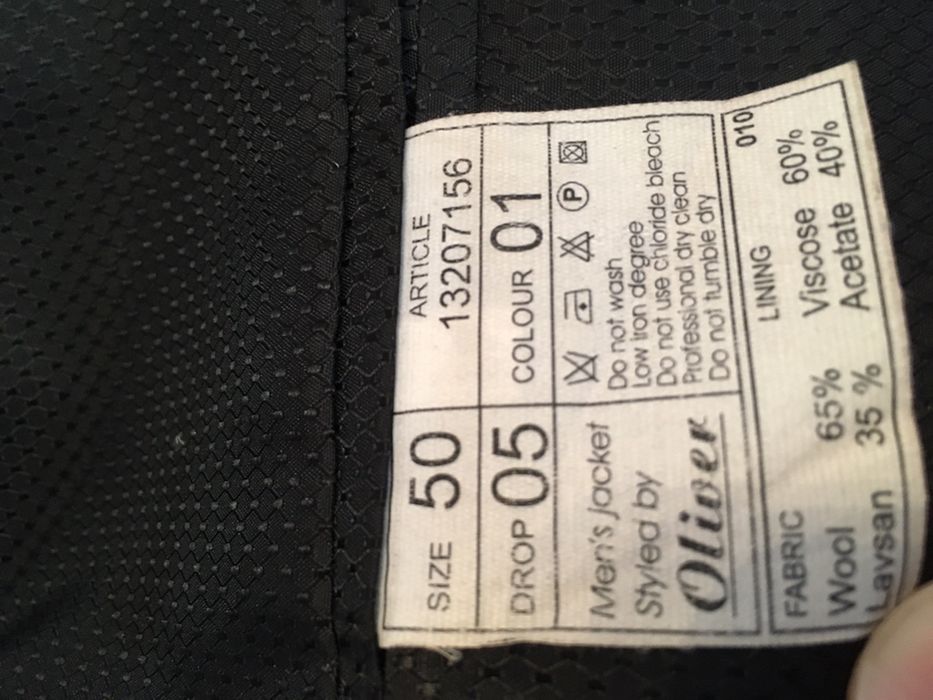 SIZE 50
ARTICLE
13207156
DROP 05
COLOUR 01
Men's jacket
Styled by
Oliver
P
Do not wash
Low iron degree
Do not use chloride bleach
Professional dry clean
Do not tumble dry
010
FABRIC
LINING
Wool 65% Viscose 60%
Lavsan 35 % Acetate 40%